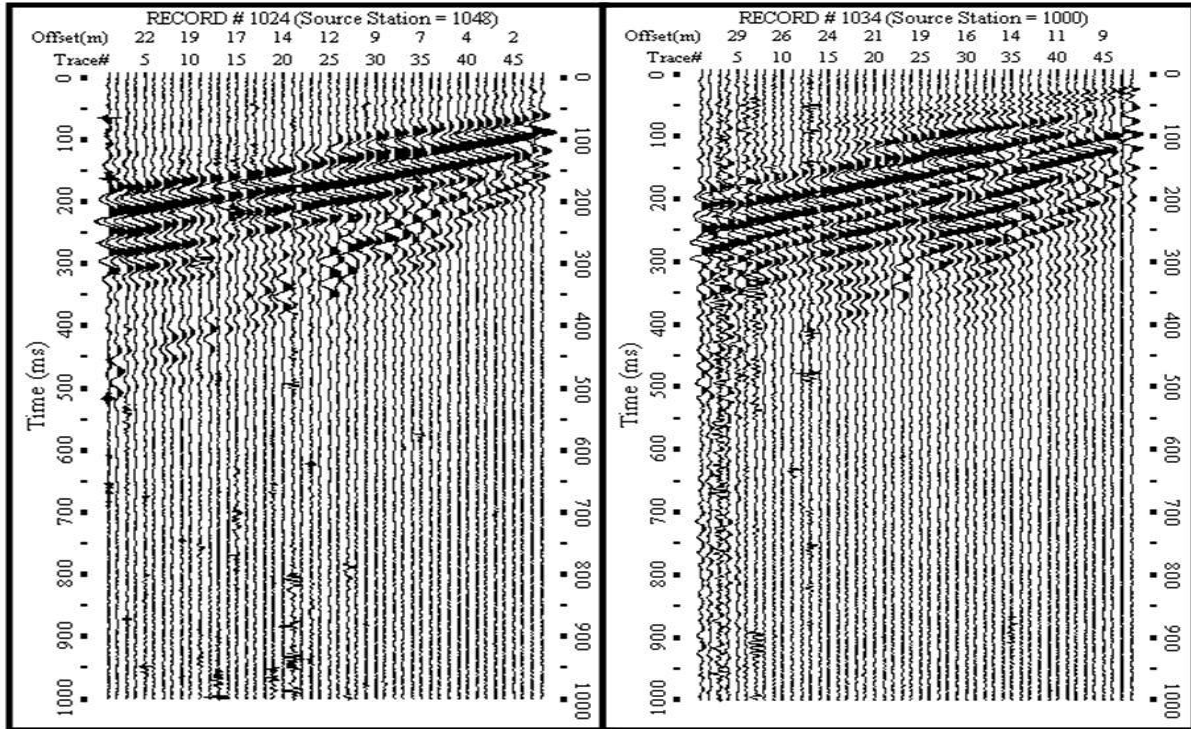 RECORD # 1024 (Source Station = 1048)
Offset(m) 22 19 17 14 12 9 7 4 2
Trace# 5 10 15 20 25 30 35 40 45
0 0
100 100
200 200
300 300
400 400
500 500
600 600
700 700
800 800
900 900
1000 1000
Time (ms)
RECORD # 1034 (Source Station = 1000)
Offset(m) 29 26 24 21 19 16 14 11 9
Trace# 5 10 15 20 25 30 35 40 45
0 0
100 100
200 200
300 300
400 400
500 500
600 600
700 700
800 800
900 900
1000 1000
Time (ms)